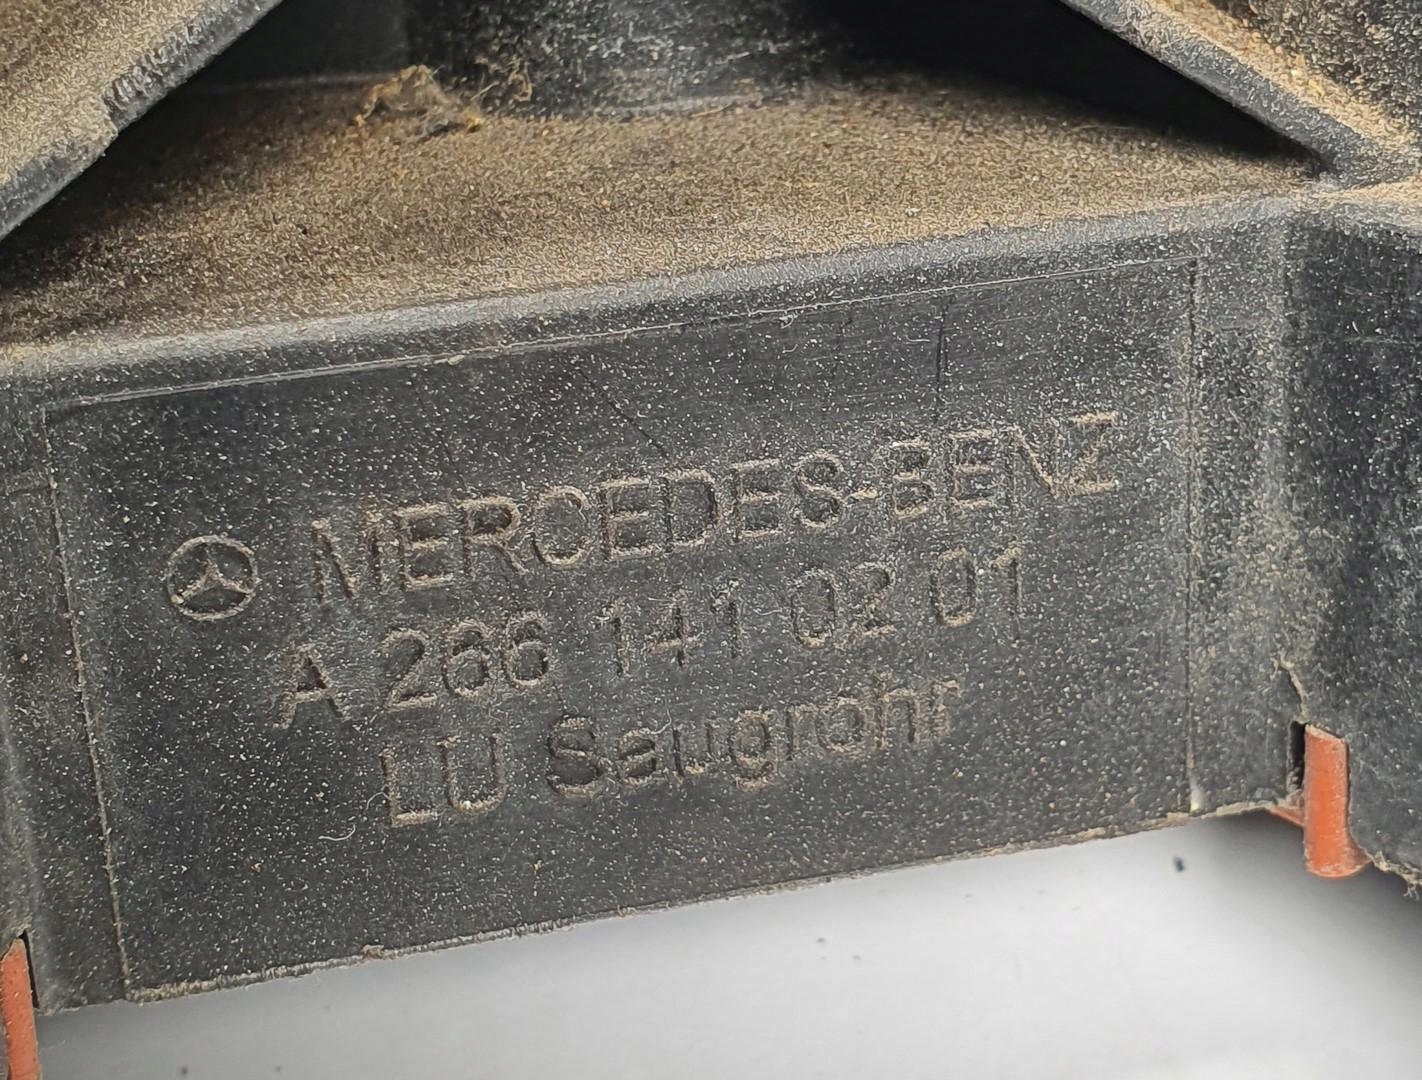 MERCEDES-BENZ
A 266 141 02 01
LU Saugrohr